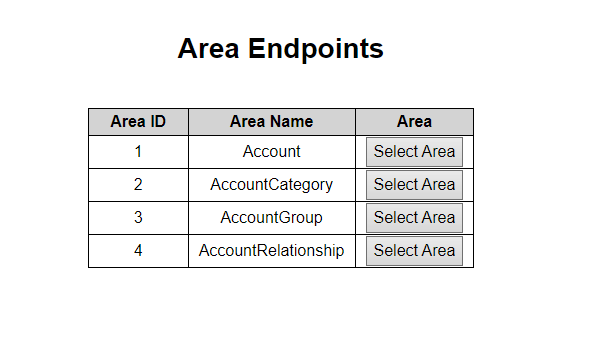 Area Endpoints
Area ID Area Name Area
1 Account Select Area
2 AccountCategory Select Area
3 AccountGroup Select Area
4 AccountRelationship Select Area